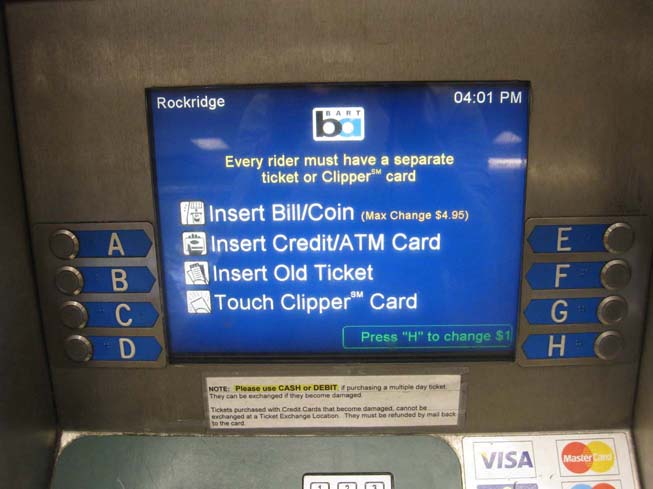 Rockridge
04:01 PM
BART
ba
Every rider must have a separate
ticket or Clipper℠ card
Insert Bill/Coin (Max Change $4.95)
Insert Credit/ATM Card
Insert Old Ticket
Touch Clipper℠ Card
Press "H" to change $1
A
B
C
D
E
F
G
H
NOTE: Please use CASH or DEBIT if purchasing a multiple day ticket.
They can be exchanged if they become damaged.
Tickets purchased with Credit Cards that become damaged, cannot be
exchanged at a Ticket Exchange Location. They must be refunded by mail back
to the card.
1 2 3
VISA
MasterCard